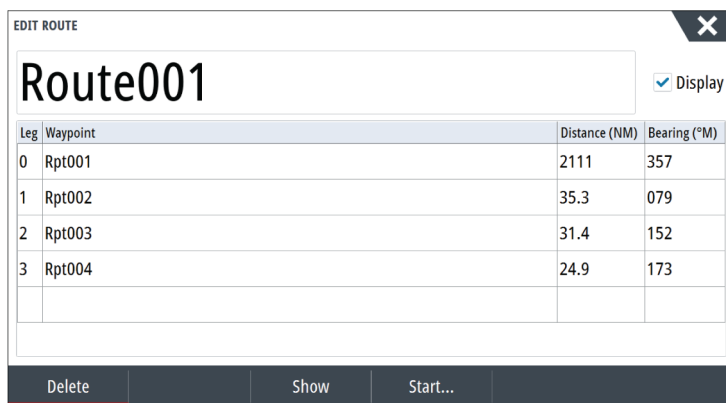 EDIT ROUTE
Route001
Display
Leg Waypoint Distance (NM) Bearing (°M)
0 Rpt001 2111 357
1 Rpt002 35.3 079
2 Rpt003 31.4 152
3 Rpt004 24.9 173
Delete Show Start...